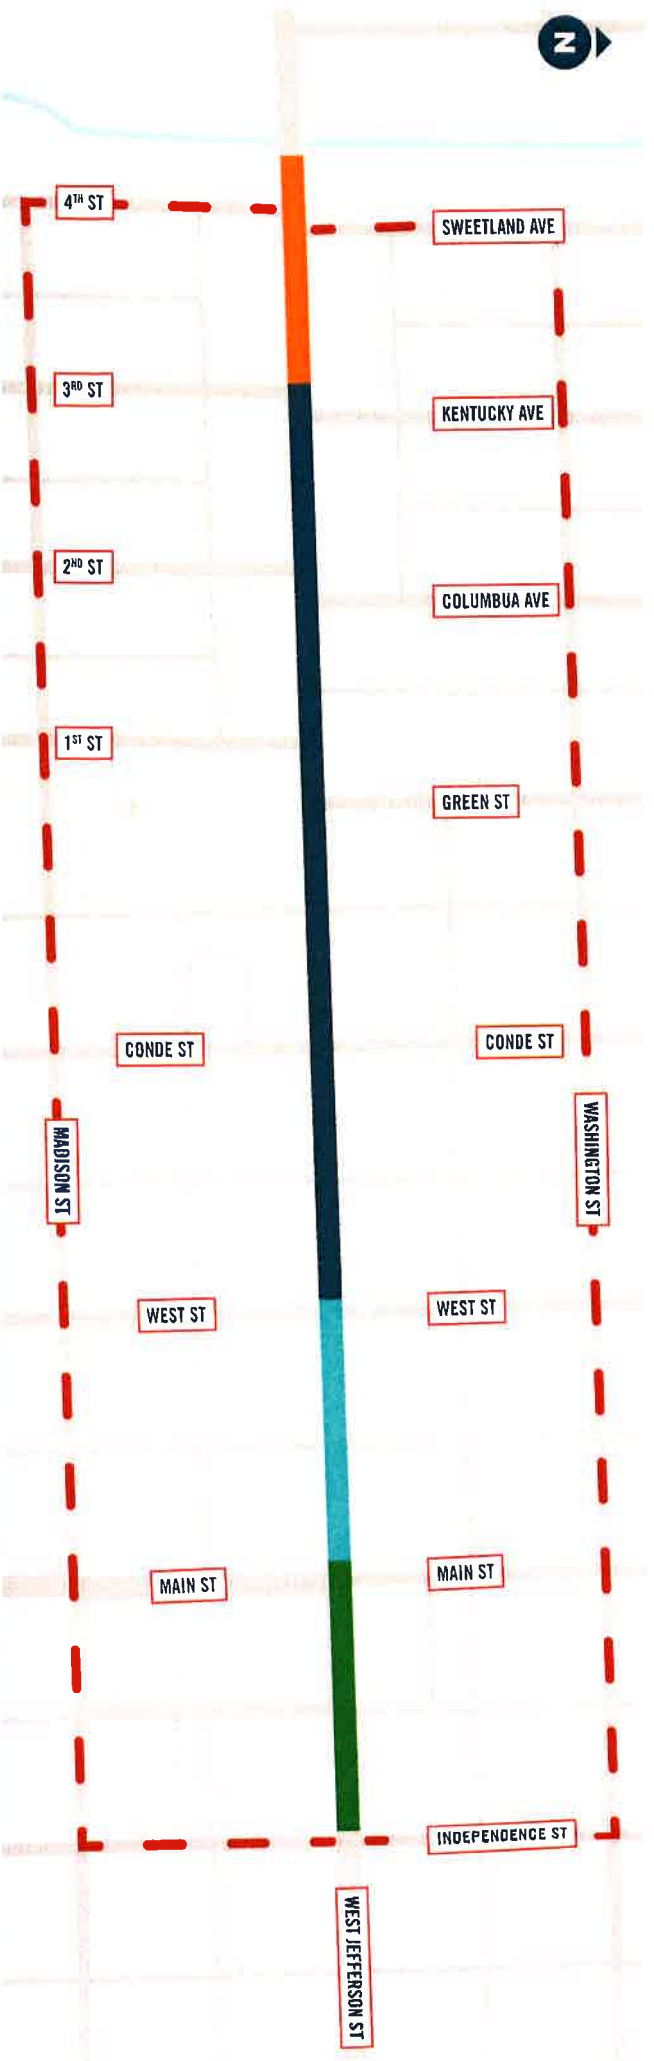 N
4TH ST
SWEETLAND AVE
3RD ST
KENTUCKY AVE
2ND ST
COLUMBUA AVE
1ST ST
GREEN ST
CONDE ST
CONDE ST
MADISON ST
WASHINGTON ST
WEST ST
WEST ST
MAIN ST
MAIN ST
INDEPENDENCE ST
WEST JEFFERSON ST